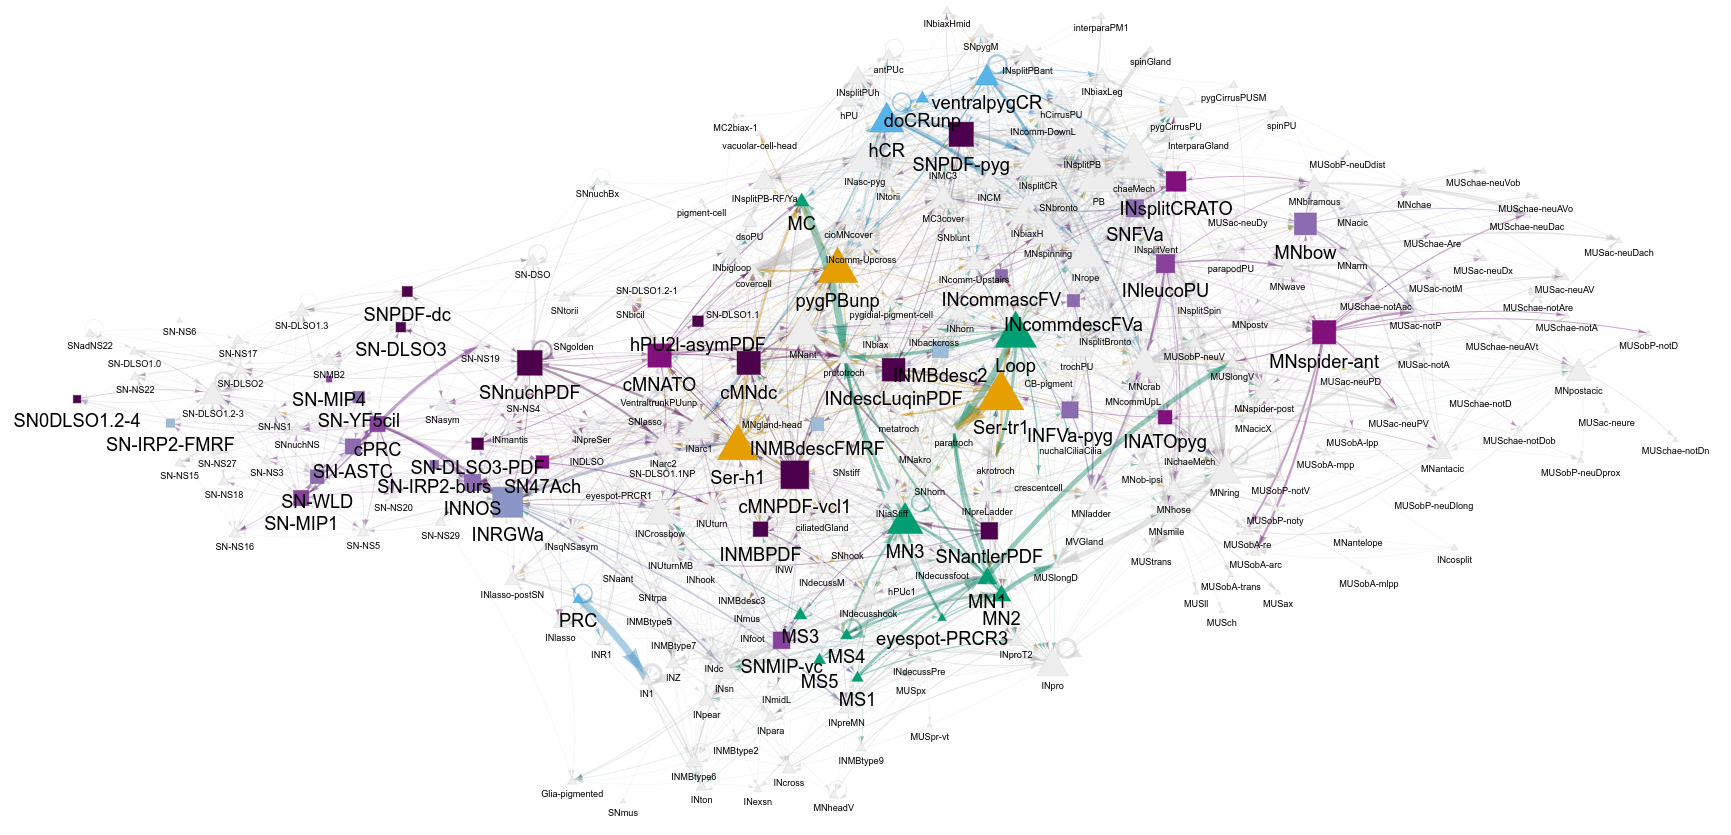 INbiaxHmid
interparaPM1
SNpygM
spinGland
antPUc
INsplitPBant
INsplitPUh
INbiaxLeg
pygCirrusPUSM
ventralpygCR
hPU
doCRunp
hCirrusPU
MC2biax-1
INcomm-DownL
pygCirrusPU
spinPU
vacuolar-cell-head
hCR
InterparaGland
SNPDF-pyg
INsplitPB
MUSobP-neuDdist
INasc-pyg
INMC3
SNnuchBx
INsplitCR
chaeMech
MUSchae-neuVob
INsplitPB-RF/Ya
INtorii
INCM
PB
MNbiramous
MNchae
pigment-cell
MC3cover
SNbronto
INsplitCRATO
MUSchae-neuAVo
MC
MUSac-neuDy
MNacic
MUSchae-neuDac
dsoPU
cioMNcover
SNblunt
INbiaxH
SNFVa
MUSchae-Are
MNspinning
INsplitVent
MNbow
MUSac-neuDach
SN-DSO
INbigloop
INcomm-Upcross
INrope
parapodPU
MNarm
MUSac-neuDx
covercell
INcomm-Upstairs
MNwave
MUSac-notM
MUSac-neuAV
SN-DLSO1.2-1
pygPBunp
INcommascFV
INleucoPU
MUSchae-notAac
MUSchae-notAre
SNPDF-dc
SNtorii
SNbicil
SN-DLSO1.1
pygidial-pigment-cell
INcommdescFVa
INsplitSpin
SN-NS6
SN-DLSO1.3
INhorn
MNpostv
MUSac-notP
MUSchae-notA
SNadNS22
SN-NS17
SN-DLSO3
SNgolden
hPU2l-asymPDF
INbiax
INbackcross
INsplitBronto
MUSchae-neuAVt
MUSobP-notD
SN-DLSO1.0
SN-NS19
MNant
prototroch
MUSobP-neuV
MNspider-ant
MUSac-notA
SNMB2
cMNATO
Loop
trochPU
MUSlongV
SN-DLSO2
SNnuchPDF
cMNdc
INMBdesc2
CB-pigment
MNcrab
MUSac-neuPD
SN-NS22
SN-MIP4
INdescLuqinPDF
MNpostacic
SN-DLSO1.2-3
SN-NS4
VentraltrunkPUunp
MNcommUpL
MNspider-post
MUSchae-notD
SN0DLSO1.2-4
SN-YF5cil
SNasym
SNlasso
MNgland-head
metatroch
Ser-tr1
MNacicX
MUSac-neuPV
MUSac-neure
SN-NS1
INmantis
INpreSer
INFVa-pyg
INATOpyg
MUSobA-lpp
MUSchae-notDob
SN-IRP2-FMRF
SNnuchNS
cPRC
INarc1
INMBdescFMRF
paratroch
nuchalCiliaCilia
MUSchae-notDn
SN-NS27
SN-DLSO3-PDF
INDLSO
INarc2
MNakro
INchaeMech
MUSobA-mpp
MNantacic
SN-NS15
SN-NS3
SN-ASTC
SN-DLSO1.1NP
Ser-h1
SNstiff
akrotroch
MNob-ipsi
MUSobP-neuDprox
SN-NS18
SN-WLD
SN-IRP2-burs
SN47Ach
eyespot-PRCR1
SNhorn
crescentcell
MNring
MUSobP-notV
SN-NS20
INNOS
cMNPDF-vcl1
INiaStiff
INpreLadder
MNladder
MNhose
MUSobP-neuDlong
SN-MIP1
INUturn
ciliatedGland
MUSobP-noty
SN-NS16
SN-NS5
SN-NS29
INRGWa
INCrossbow
INMBPDF
MN3
SNantlerPDF
MVGland
MNsmile
MUSobA-re
MNantelope
INsqNSasym
SNhook
INcosplit
INUturnMB
INW
INdecussfoot
MUStrans
MUSobA-arc
INlasso-postSN
SNaant
INhook
INdecussM
MUSlongD
MUSobA-trans
MUSobA-mlpp
SNtrpa
INMBdesc3
hPUc1
MN1
MUSll
MUSax
PRC
INMBtype5
INmus
INdecusshook
MN2
MUSch
INlasso
INfoot
MS3
eyespot-PRCR3
INMBtype7
INR1
SNMIP-vc
MS4
INproT2
INdc
INZ
MS5
INdecussPre
INpro
IN1
INsn
INmidL
MS1
MUSpx
INpear
INpara
INpreMN
MUSpr-vt
INMBtype2
INMBtype9
INMBtype6
INcross
Glia-pigmented
INton
INexsn
MNheadV
SNmus